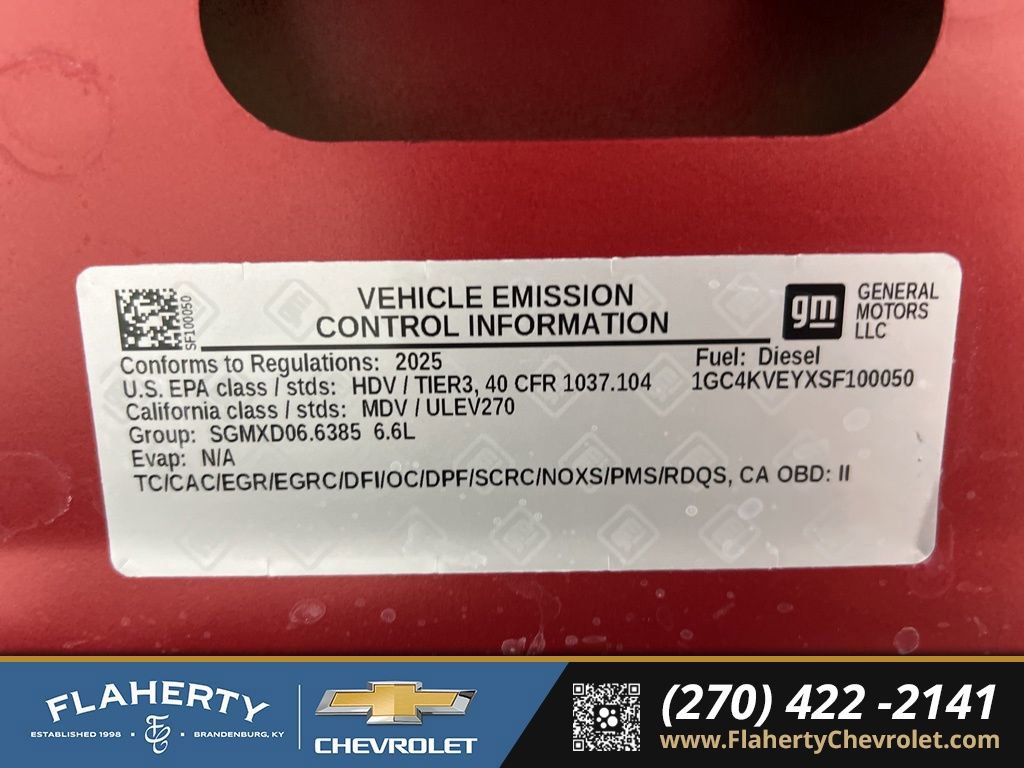 VEHICLE EMISSION
CONTROL INFORMATION
SF100050
gm
GENERAL
MOTORS
LLC
Conforms to Regulations: 2025
Fuel: Diesel
U.S. EPA class / stds: HDV / TIER3, 40 CFR 1037.104
1GC4KVEYXSF100050
California class / stds: MDV / ULEV270
Group: SGMXD06.6385 6.6L
Evap: N/A
TC/CAC/EGR/EGRC/DFI/OC/DPF/SCRC/NOXS/PMS/RDQS, CA OBD: II
FLAHERTY
ESTABLISHED 1998 • FC • BRANDENBURG, KY
CHEVROLET
(270) 422 -2141
www.FlahertyChevrolet.com